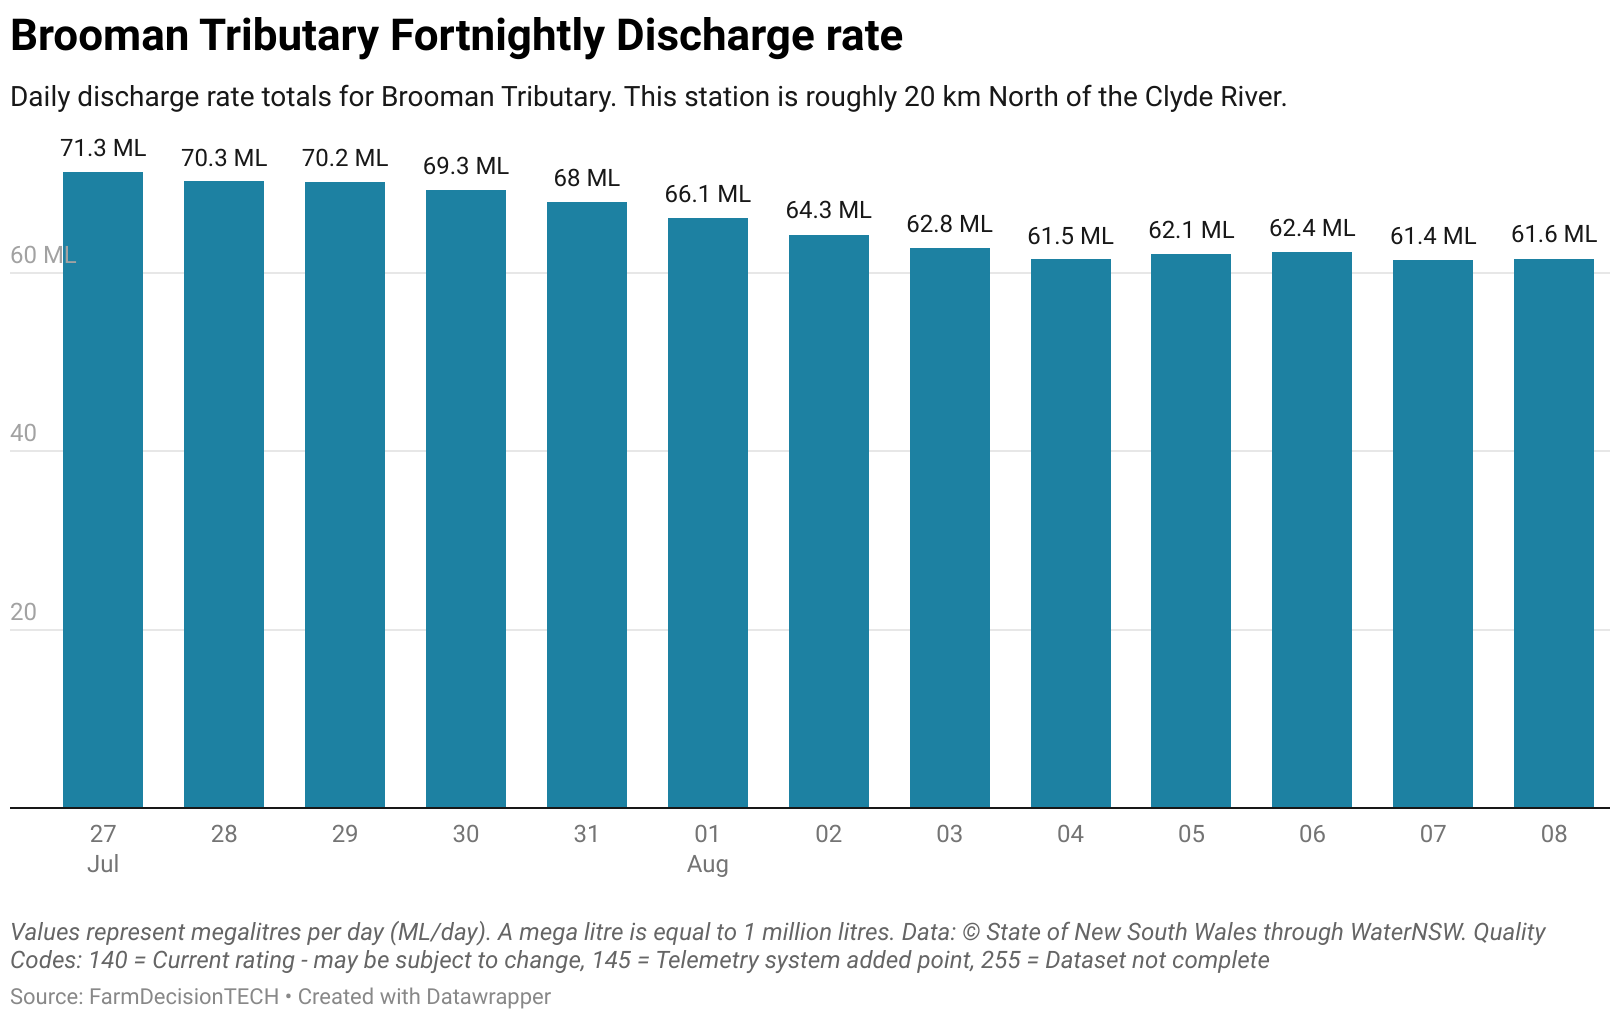 Brooman Tributary Fortnightly Discharge rate
Daily discharge rate totals for Brooman Tributary. This station is roughly 20 km North of the Clyde River.
71.3 ML
70.3 ML
70.2 ML
69.3 ML
68 ML
66.1 ML
64.3 ML
62.8 ML
61.5 ML
62.1 ML
62.4 ML
61.4 ML
61.6 ML
60 ML
40
20
27 28 29 30 31 01 02 03 04 05 06 07 08
Jul Aug
Values represent megalitres per day (ML/day). A mega litre is equal to 1 million litres. Data: © State of New South Wales through WaterNSW. Quality
Codes: 140 = Current rating - may be subject to change, 145 = Telemetry system added point, 255 = Dataset not complete
Source: FarmDecisionTECH • Created with Datawrapper